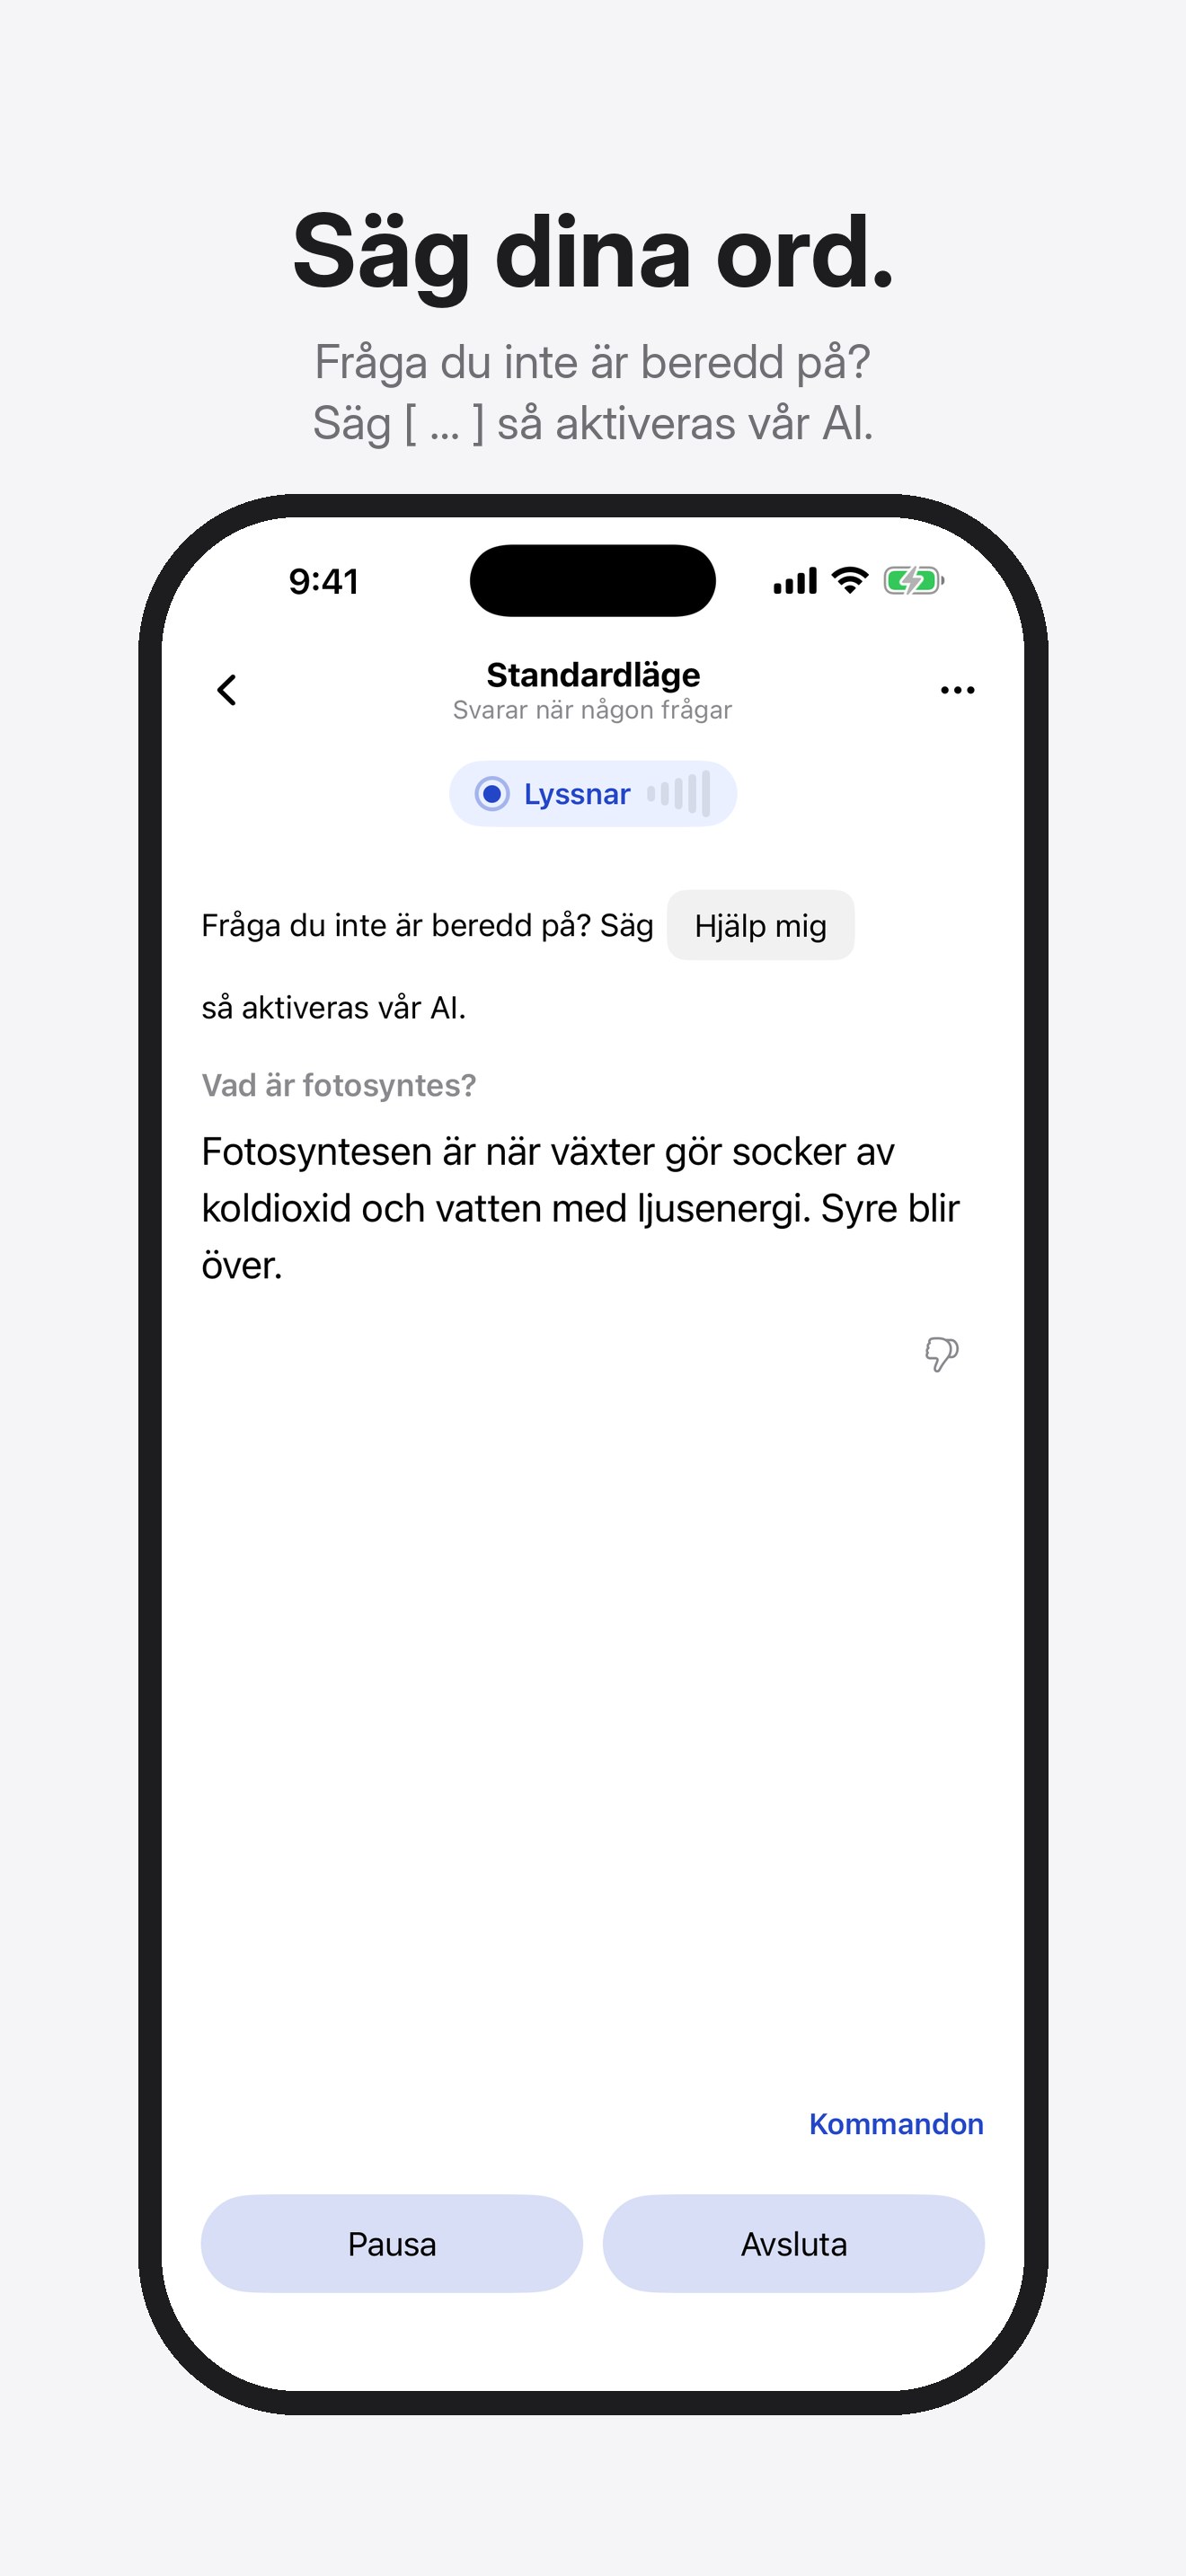 Säg dina ord.
Fråga du inte är beredd på?
Säg [ ... ] så aktiveras vår AI.
9:41
Standardläge
Svarar när någon frågar
Lyssnar
Fråga du inte är beredd på? Säg Hjälp mig
så aktiveras vår AI.
Vad är fotosyntes?
Fotosyntesen är när växter gör socker av
koldioxid och vatten med ljusenergi. Syre blir
över.
Kommandon
Pausa Avsluta